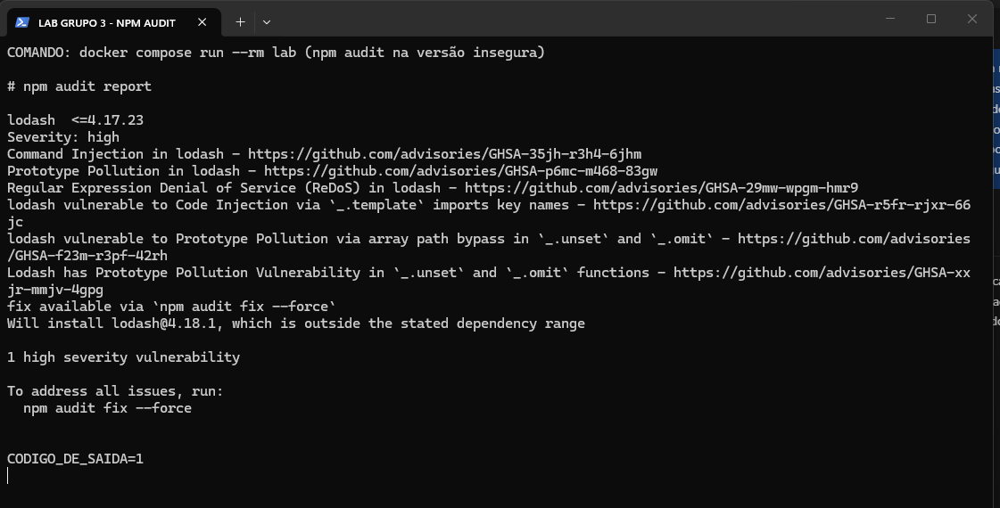 LAB GRUPO 3 - NPM AUDIT
COMANDO: docker compose run --rm lab (npm audit na versão insegura)
# npm audit report
lodash  <=4.17.23
Severity: high
Command Injection in lodash - https://github.com/advisories/GHSA-35jh-r3h4-6jhm
Prototype Pollution in lodash - https://github.com/advisories/GHSA-p6mc-m468-83gw
Regular Expression Denial of Service (ReDoS) in lodash - https://github.com/advisories/GHSA-29mw-wpgm-hmr9
lodash vulnerable to Code Injection via `_.template` imports key names - https://github.com/advisories/GHSA-r5fr-rjxr-66
jc
lodash vulnerable to Prototype Pollution via array path bypass in `_.unset` and `_.omit` - https://github.com/advisories
/GHSA-f23m-r3pf-42rh
Lodash has Prototype Pollution Vulnerability in `_.unset` and `_.omit` functions - https://github.com/advisories/GHSA-xx
jr-mmjv-4gpg
fix available via `npm audit fix --force`
Will install lodash@4.18.1, which is outside the stated dependency range
1 high severity vulnerability
To address all issues, run:
  npm audit fix --force
CODIGO_DE_SAIDA=1